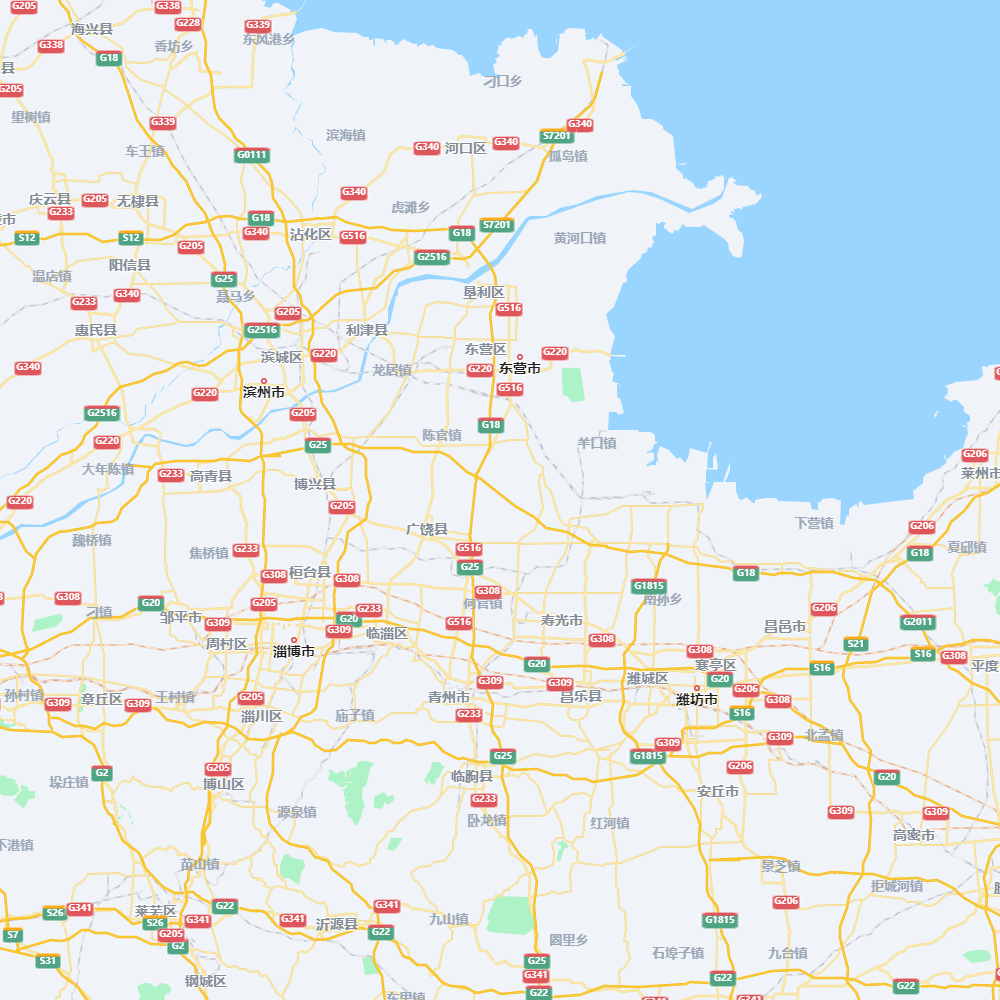 G205
G338
海兴县
G228
G339
东风港乡
G338
香坊乡
县
G18
刁口乡
G205
望树镇
G339
滨海镇
G340
S7201
车王镇
G0111
G340
河口区
G340
孤岛镇
庆云县
G205
无棣县
G340
G233
虎滩乡
G18
S7201
S12
S12
G205
G340
沾化区
G516
G18
黄河口镇
阳信县
G2516
温店镇
G25
垦利区
G233
G340
聂马乡
G205
G516
惠民县
G2516
利津县
滨城区
G220
东营区
G220
G340
龙居镇
G220
东营市
G220
滨州市
G516
G2516
G205
G18
G220
G25
陈官镇
羊口镇
G206
大年陈镇
G233
高青县
博兴县
莱州市
G220
G205
下营镇
魏桥镇
焦桥镇
G233
广饶县
G516
G206
G18
夏邱镇
G308
桓台县
G308
G25
G18
G308
刁镇
G20
邹平市
G205
G233
G308
何官镇
G1815
南孙乡
G206
G309
G20
G309
临淄区
G516
寿光市
昌邑市
G2011
周村区
淄博市
G308
G308
S21
G20
寒亭区
S16
S16
G308
平度
孙村镇
G309
章丘区
G309
王村镇
G205
青州市
G309
G309
昌乐县
潍城区
G20
G206
潍坊市
G308
淄川区
庙子镇
G233
S16
G309
G309
北孟镇
G25
G1815
垛庄镇
G2
G205
博山区
临朐县
G206
G20
安丘市
源泉镇
G233
卧龙镇
红河镇
G309
G309
高密市
下港镇
苗山镇
景芝镇
拒城河镇
S26
G341
莱芜区
G22
G341
G206
S26
G341
G341
沂源县
九山镇
G1815
S7
G205
G2
G22
圈里乡
石埠子镇
九台镇
S31
G25
钢城区
G341
G22
G22
G22
G341